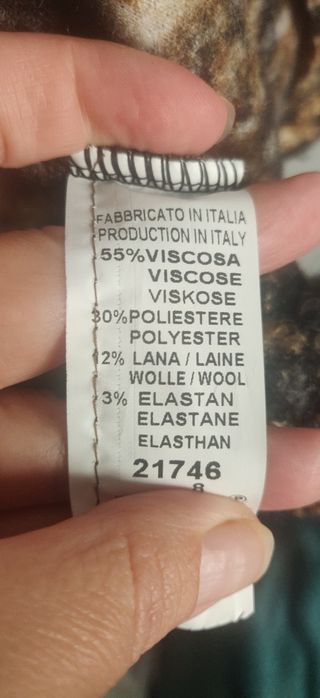 FABBRICATO IN ITALIA
PRODUCTION IN ITALY
55% VISCOSA
VISCOSE
VISKOSE
30% POLIESTERE
POLYESTER
12% LANA / LAINE
WOLLE / WOOL
3% ELASTAN
ELASTANE
ELASTHAN
21746
8